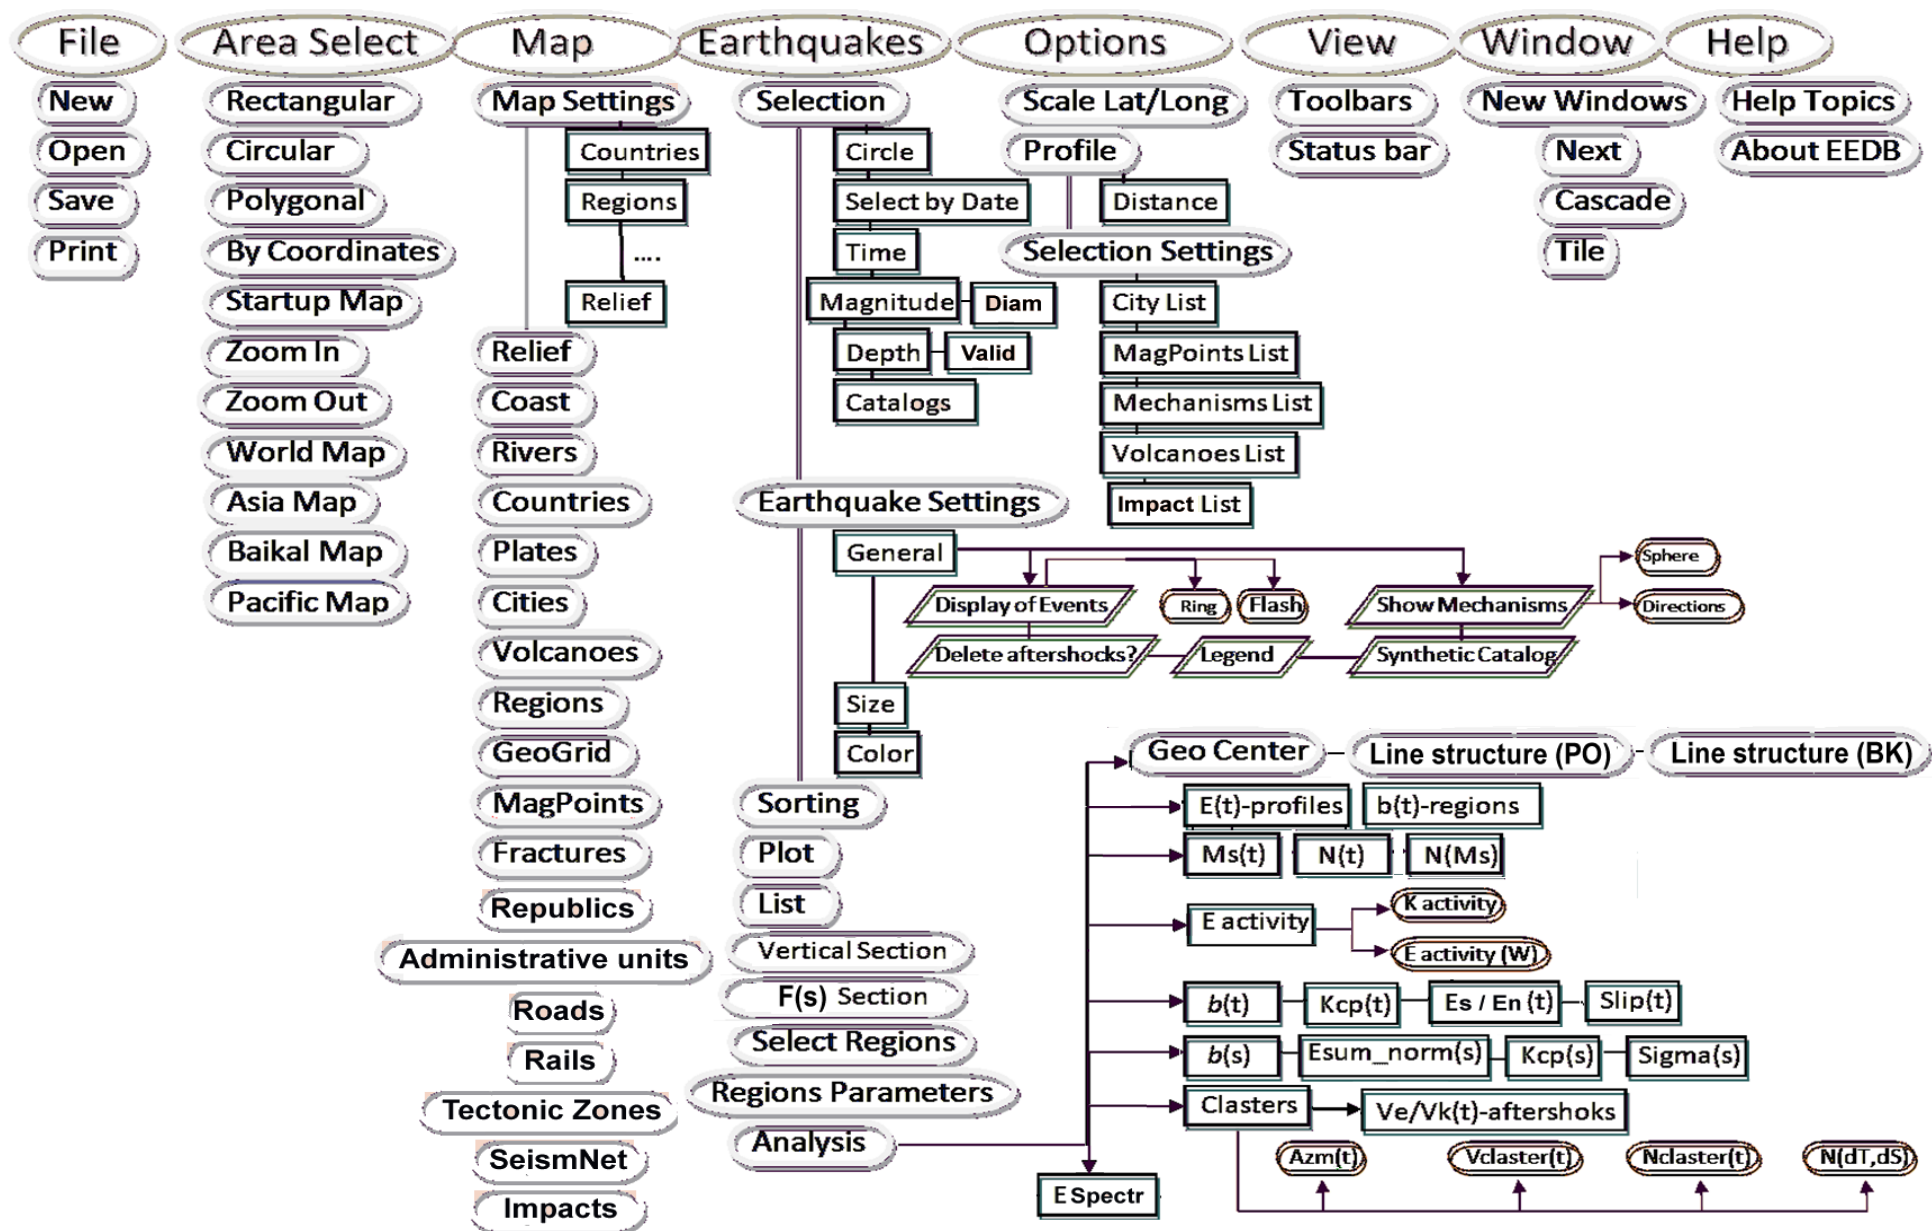 File
Area Select
Map
Earthquakes
Options
View
Window
Help
New
Open
Save
Print
Rectangular
Circular
Polygonal
By Coordinates
Startup Map
Zoom In
Zoom Out
World Map
Asia Map
Baikal Map
Pacific Map
Map Settings
Countries
Regions
....
Relief
Relief
Coast
Rivers
Countries
Plates
Cities
Volcanoes
Regions
GeoGrid
MagPoints
Fractures
Republics
Administrative units
Roads
Rails
Tectonic Zones
SeismNet
Impacts
Selection
Circle
Select by Date
Time
Magnitude
Diam
Depth
Valid
Catalogs
Earthquake Settings
General
Display of Events
Ring
Flash
Show Mechanisms
Sphere
Directions
Delete aftershocks?
Legend
Synthetic Catalog
Size
Color
Sorting
Plot
List
Vertical Section
F(s) Section
Select Regions
Regions Parameters
Analysis
Geo Center
Line structure (PO)
Line structure (BK)
E(t)-profiles
b(t)-regions
Ms(t)
N(t)
N(Ms)
E activity
K activity
E activity (W)
b(t)
Kcp(t)
Es / En (t)
Slip(t)
b(s)
Esum_norm(s)
Kcp(s)
Sigma(s)
Clasters
Ve/Vk(t)-aftershoks
Azm(t)
Vclaster(t)
Nclaster(t)
N(dT,dS)
E Spectr
Scale Lat/Long
Profile
Distance
Selection Settings
City List
MagPoints List
Mechanisms List
Volcanoes List
Impact List
Toolbars
Status bar
New Windows
Next
Cascade
Tile
Help Topics
About EEDB